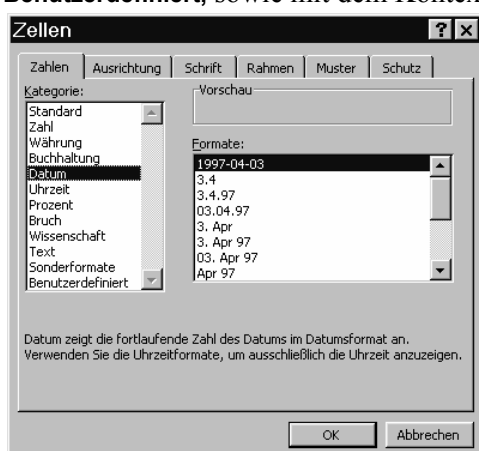 Benutzerdefiniert, sowie mit dem Kontex
Zellen
Zahlen Ausrichtung Schrift Rahmen Muster Schutz
Kategorie:
Standard
Zahl
Währung
Buchhaltung
Datum
Uhrzeit
Prozent
Bruch
Wissenschaft
Text
Sonderformate
Benutzerdefiniert
Vorschau
Formate:
1997-04-03
3.4
3.4.97
03.04.97
3. Apr
3. Apr 97
03. Apr 97
Apr 97
Datum zeigt die fortlaufende Zahl des Datums im Datumsformat an.
Verwenden Sie die Uhrzeitformate, um ausschließlich die Uhrzeit anzuzeigen.
OK Abbrechen